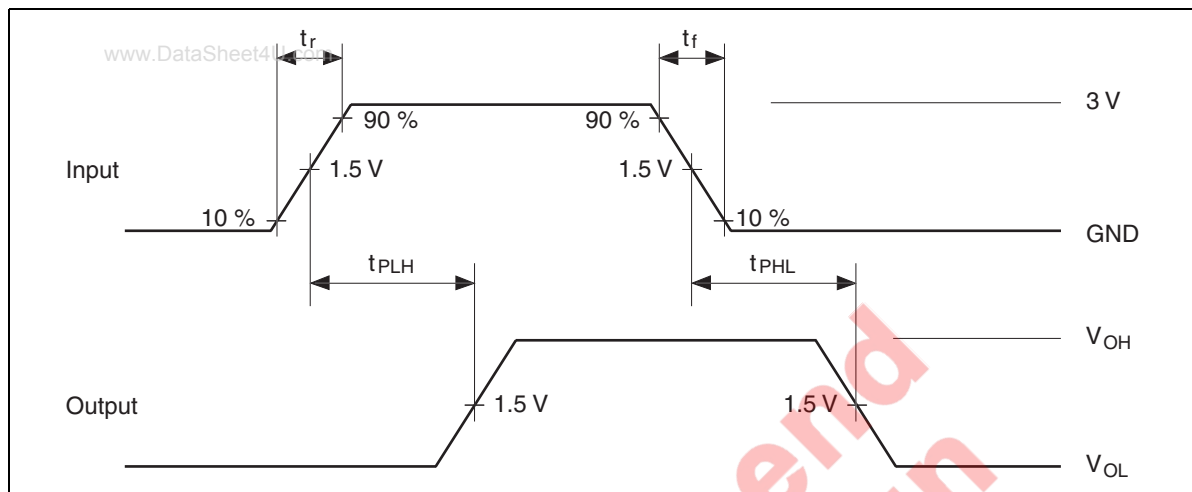 www.DataSheet4U.com
tr tf
3 V
90 % 90 %
Input 1.5 V 1.5 V
10 % 10 %
GND
tPLH tPHL
VOH
Output 1.5 V 1.5 V
VOL
end